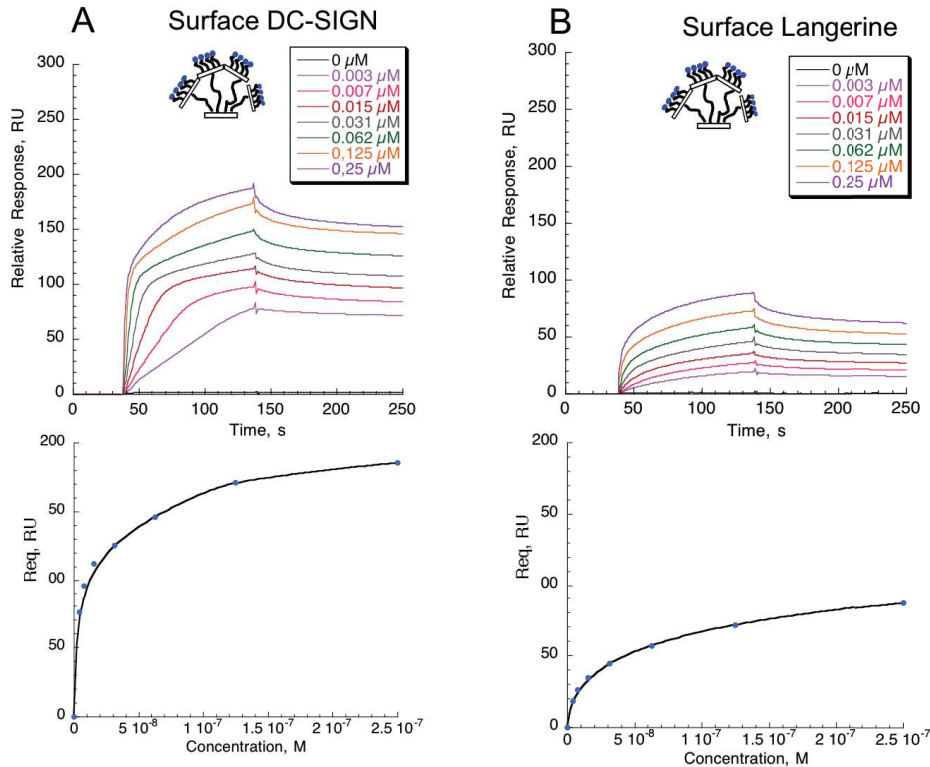 A Surface DC-SIGN
0 µM
0.003 µM
0.007 µM
0.015 µM
0.031 µM
0.062 µM
0,125 µM
0,25 µM
Relative Response, RU
300
250
200
150
100
50
0
0 50 100 150 200 250
Time, s
Req, RU
200
50
00
50
0
0 5 10⁻⁸ 1 10⁻⁷ 1.5 10⁻⁷ 2 10⁻⁷ 2.5 10⁻⁷
Concentration, M
B Surface Langerine
0 µM
0.003 µM
0.007 µM
0.015 µM
0.031 µM
0.062 µM
0.125 µM
0.25 µM
Relative Response, RU
300
250
200
150
100
50
0
0 50 100 150 200 250
Time, s
Req, RU
200
50
00
50
0
0 5 10⁻⁸ 1 10⁻⁷ 1.5 10⁻⁷ 2 10⁻⁷ 2.5 10⁻⁷
Concentration, M